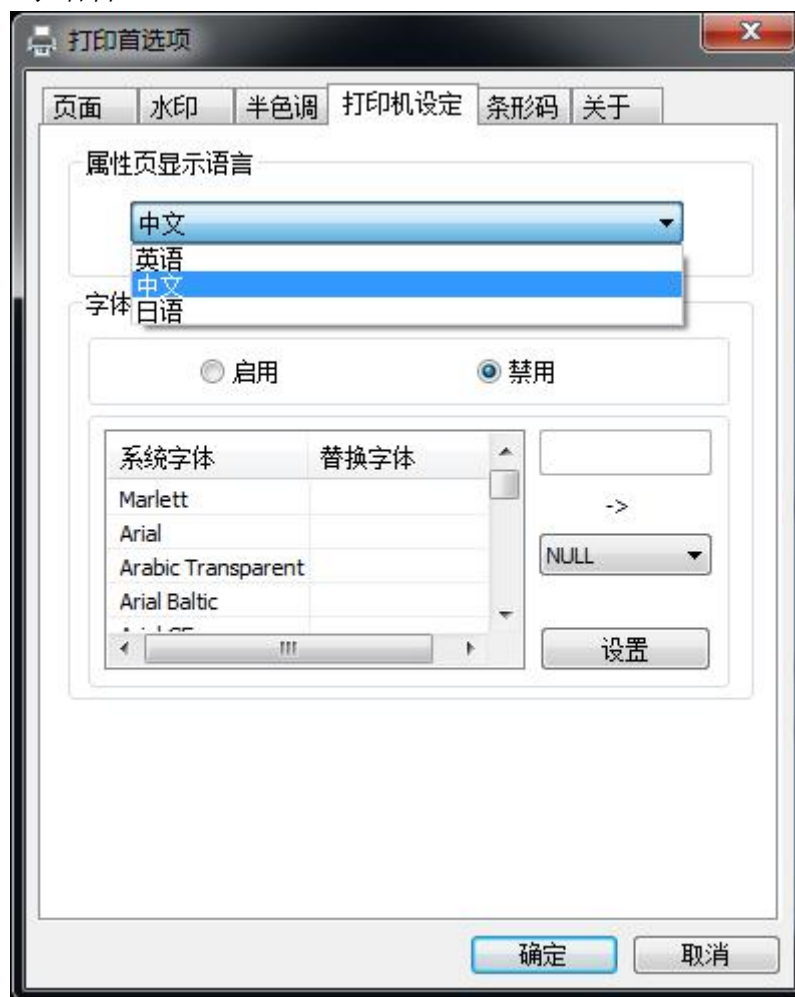 打印首选项
页面 水印 半色调 打印机设定 条形码 关于
属性页显示语言
中文
英语
中文
日语
字体
启用 禁用
系统字体 替换字体
Marlett
->
Arial
NULL
Arabic Transparent
Arial Baltic
设置
确定 取消